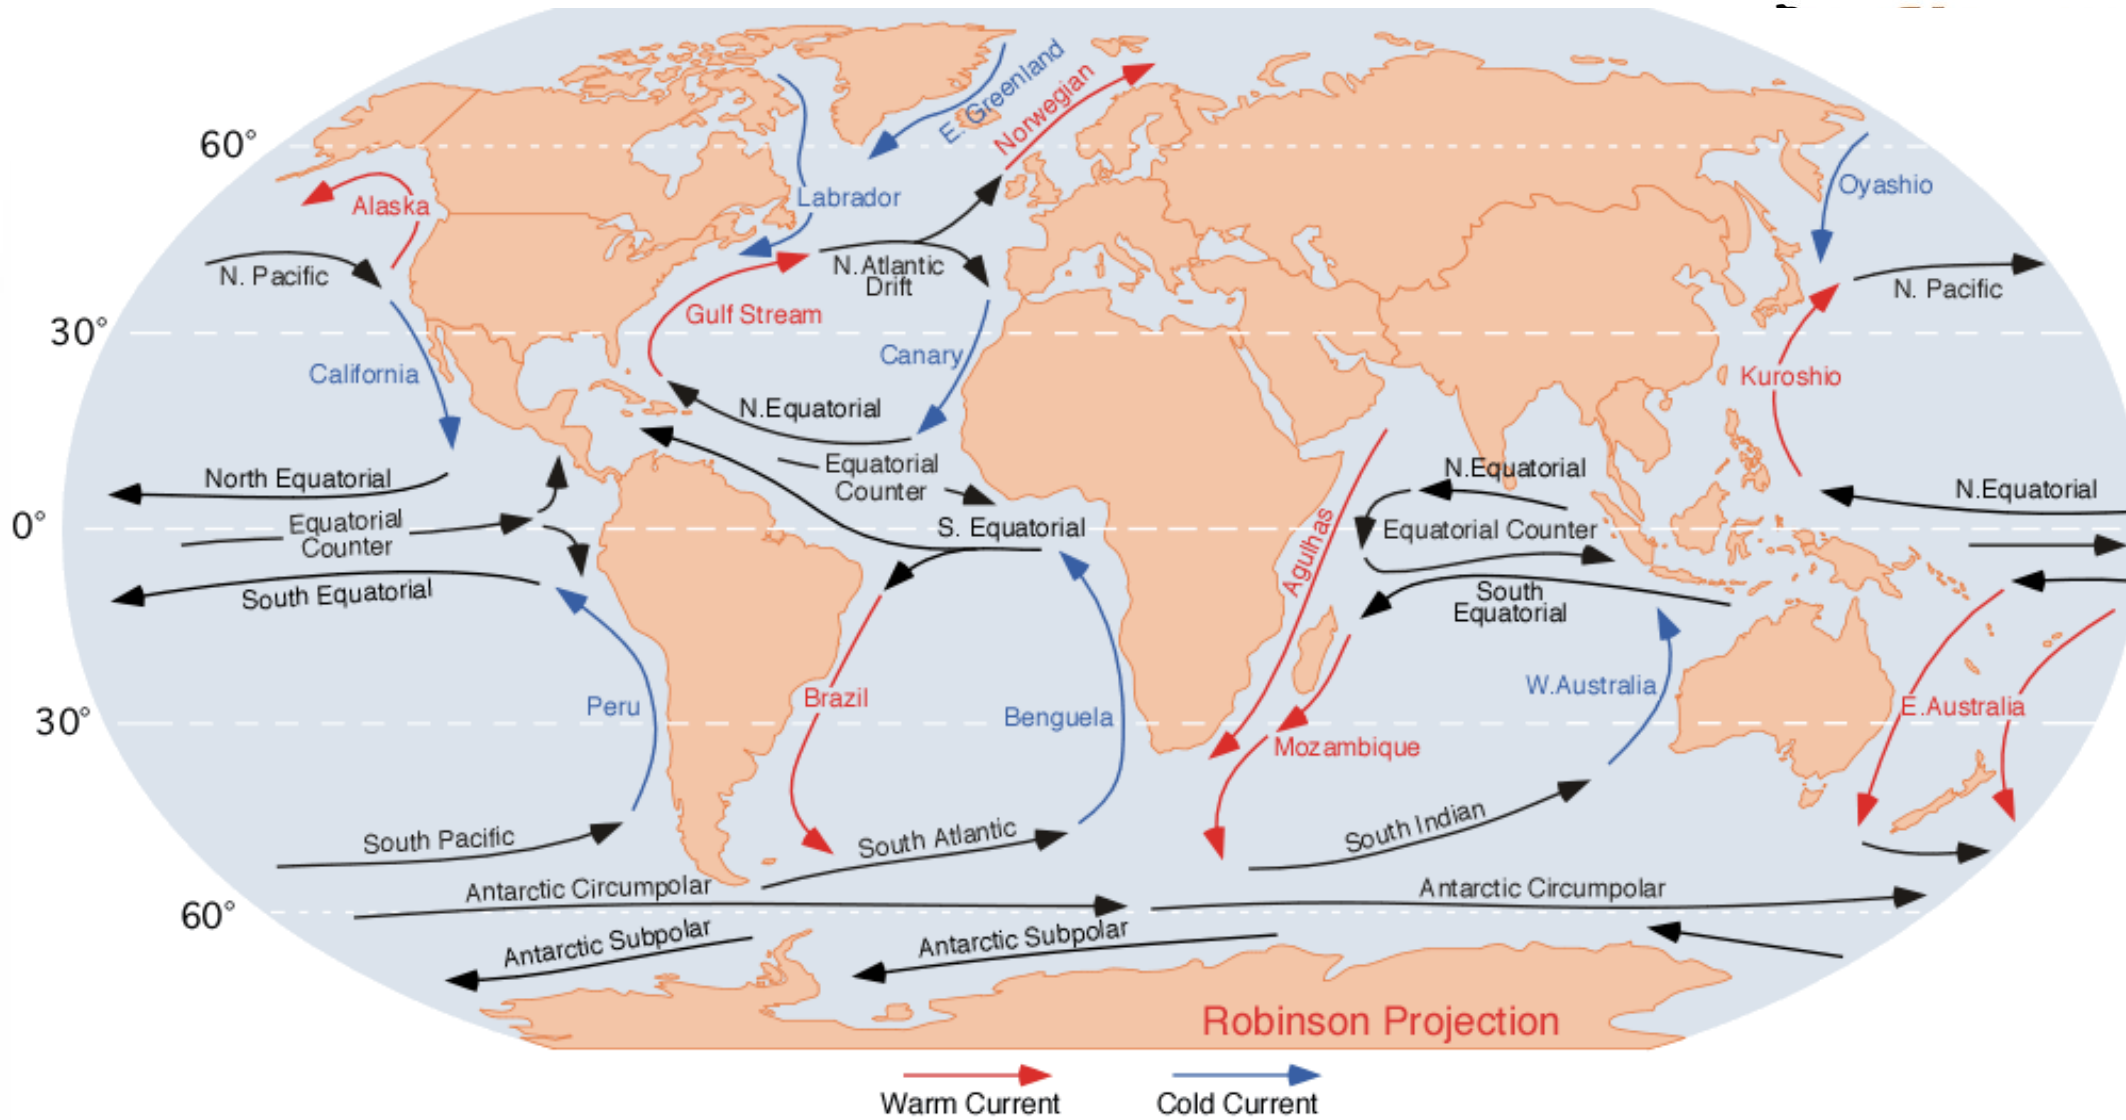 E. Greenland
Norwegian
60°
Alaska
Labrador
Oyashio
N. Pacific
N. Atlantic
Drift
N. Pacific
Gulf Stream
30°
California
Canary
Kuroshio
N.Equatorial
North Equatorial
Equatorial
Counter
N.Equatorial
N.Equatorial
0°
Equatorial
Counter
S. Equatorial
Equatorial Counter
Agulhas
South Equatorial
South
Equatorial
Peru
Brazil
Benguela
W.Australia
E.Australia
30°
Mozambique
South Pacific
South Atlantic
South Indian
Antarctic Circumpolar
Antarctic Circumpolar
60°
Antarctic Subpolar
Antarctic Subpolar
Robinson Projection
Warm Current
Cold Current